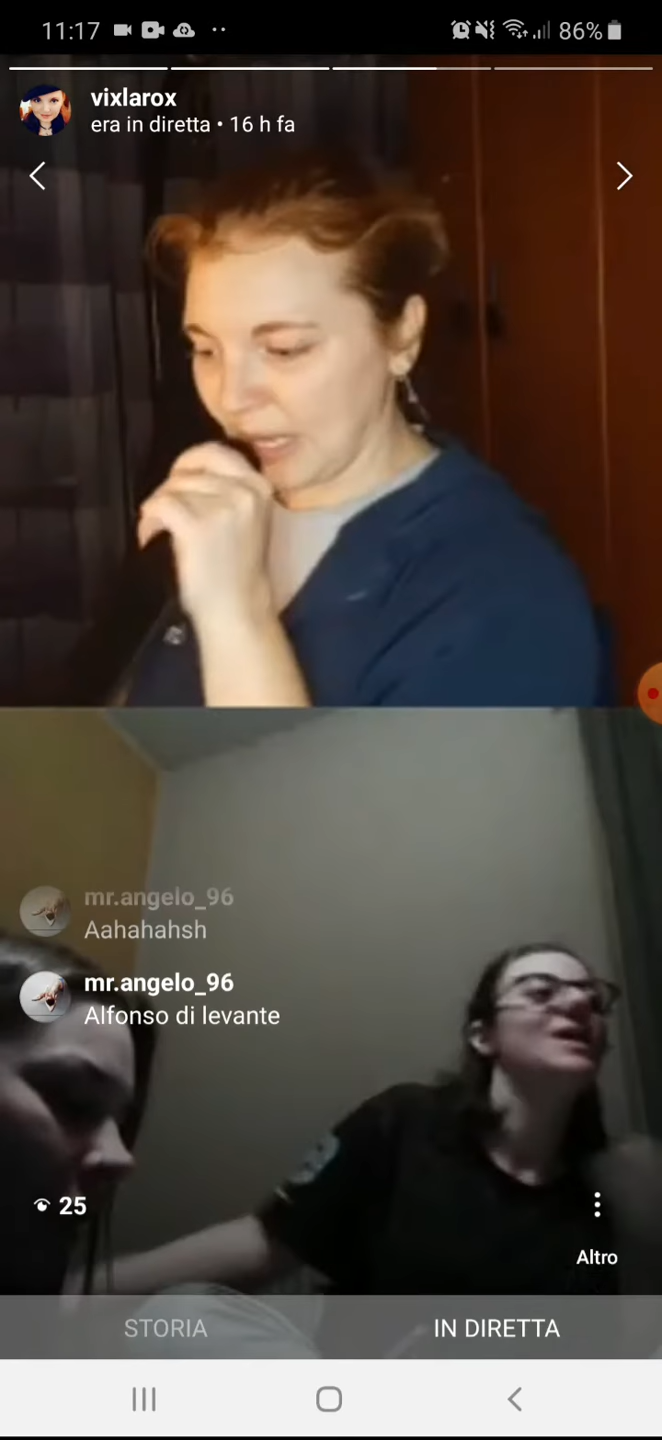 11:17
86%
vixlarox
era in diretta • 16 h fa
mr.angelo_96
Aahahahsh
mr.angelo_96
Alfonso di levante
25
Altro
STORIA
IN DIRETTA